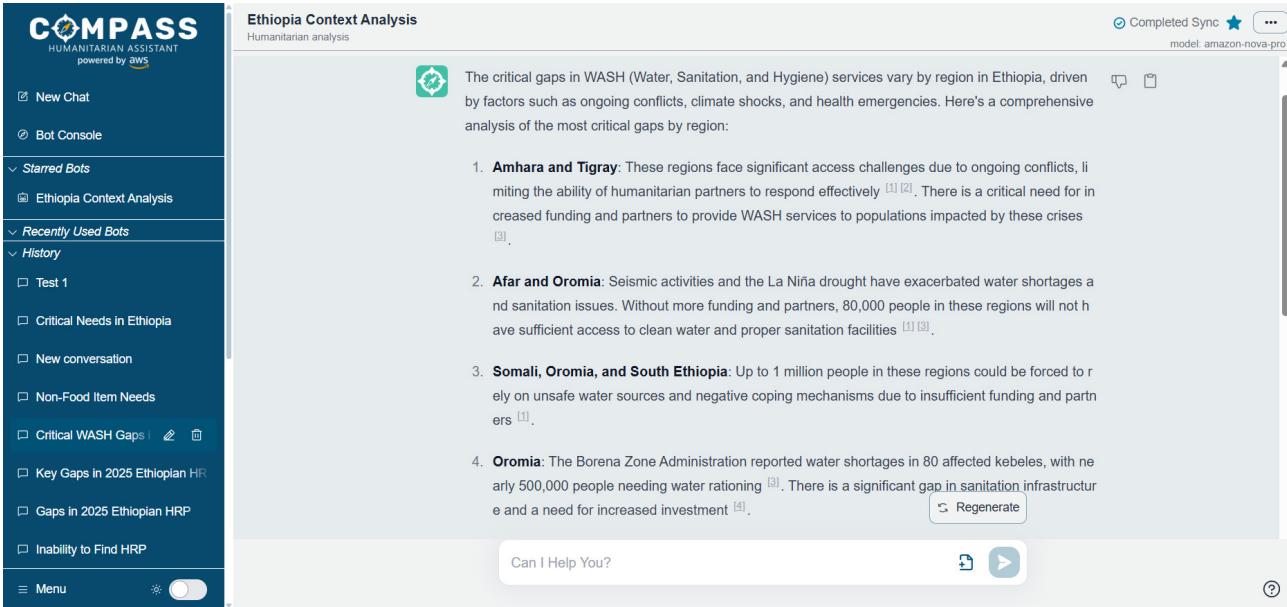 COMPASS
HUMANITARIAN ASSISTANT
powered by aws
New Chat
Bot Console
Starred Bots
Ethiopia Context Analysis
Recently Used Bots
History
Test 1
Critical Needs in Ethiopia
New conversation
Non-Food Item Needs
Critical WASH Gaps
Key Gaps in 2025 Ethiopian HR
Gaps in 2025 Ethiopian HRP
Inability to Find HRP
Menu
Ethiopia Context Analysis
Humanitarian analysis
Completed Sync
model: amazon-nova-pro
The critical gaps in WASH (Water, Sanitation, and Hygiene) services vary by region in Ethiopia, driven
by factors such as ongoing conflicts, climate shocks, and health emergencies. Here's a comprehensive
analysis of the most critical gaps by region:
1. Amhara and Tigray: These regions face significant access challenges due to ongoing conflicts, li
miting the ability of humanitarian partners to respond effectively [1] [2]. There is a critical need for in
creased funding and partners to provide WASH services to populations impacted by these crises
[3].
2. Afar and Oromia: Seismic activities and the La Niña drought have exacerbated water shortages a
nd sanitation issues. Without more funding and partners, 80,000 people in these regions will not h
ave sufficient access to clean water and proper sanitation facilities [1] [3].
3. Somali, Oromia, and South Ethiopia: Up to 1 million people in these regions could be forced to r
ely on unsafe water sources and negative coping mechanisms due to insufficient funding and partn
ers [1].
4. Oromia: The Borena Zone Administration reported water shortages in 80 affected kebeles, with ne
arly 500,000 people needing water rationing [3]. There is a significant gap in sanitation infrastructur
e and a need for increased investment [4].
Regenerate
Can I Help You?